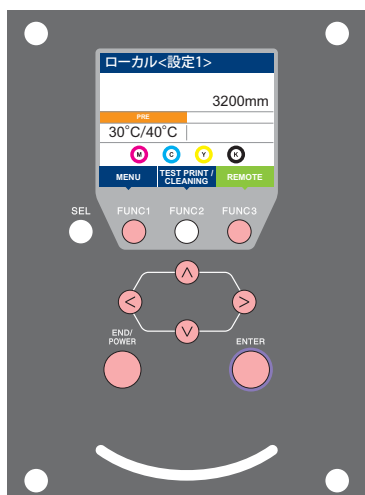 ローカル<設定1>
3200mm
PRE
30°C/40°C
M C Y K
MENU TEST PRINT / CLEANING REMOTE
SEL FUNC1 FUNC2 FUNC3
END/
POWER
ENTER